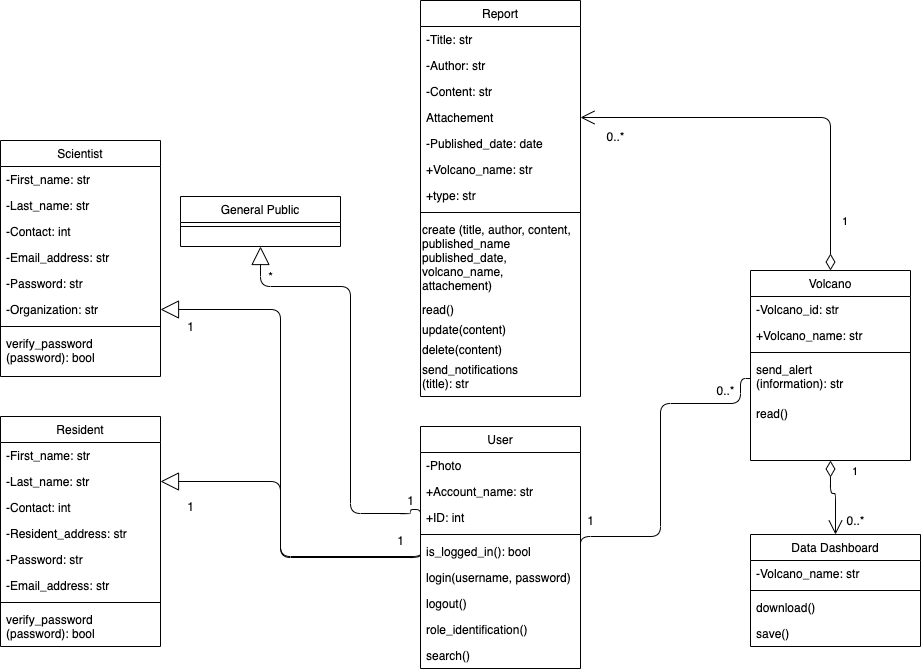 Report
-Title: str
-Author: str
-Content: str
Attachement
-Published_date: date
+Volcano_name: str
+type: str
create (title, author, content,
published_name
published_date,
volcano_name,
attachement)
read()
update(content)
delete(content)
send_notifications
(title): str
Scientist
-First_name: str
-Last_name: str
-Contact: int
-Email_address: str
-Password: str
-Organization: str
verify_password
(password): bool
General Public
*
1
0..*
1
Volcano
-Volcano_id: str
+Volcano_name: str
send_alert
(information): str
read()
0..*
1
Resident
-First_name: str
-Last_name: str
-Contact: int
-Resident_address: str
-Password: str
-Email_address: str
verify_password
(password): bool
1
1
1
User
-Photo
+Account_name: str
+ID: int
is_logged_in(): bool
login(username, password)
logout()
role_identification()
search()
1
0..*
Data Dashboard
-Volcano_name: str
download()
save()